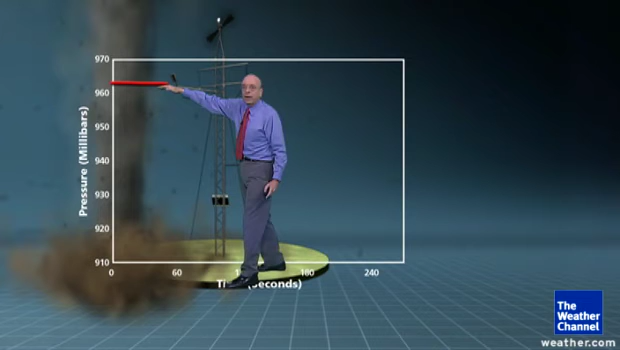 970
960
950
940
930
920
910
Pressure (Millibars)
0 60 180 240
(Seconds)
The
Weather
Channel
weather.com